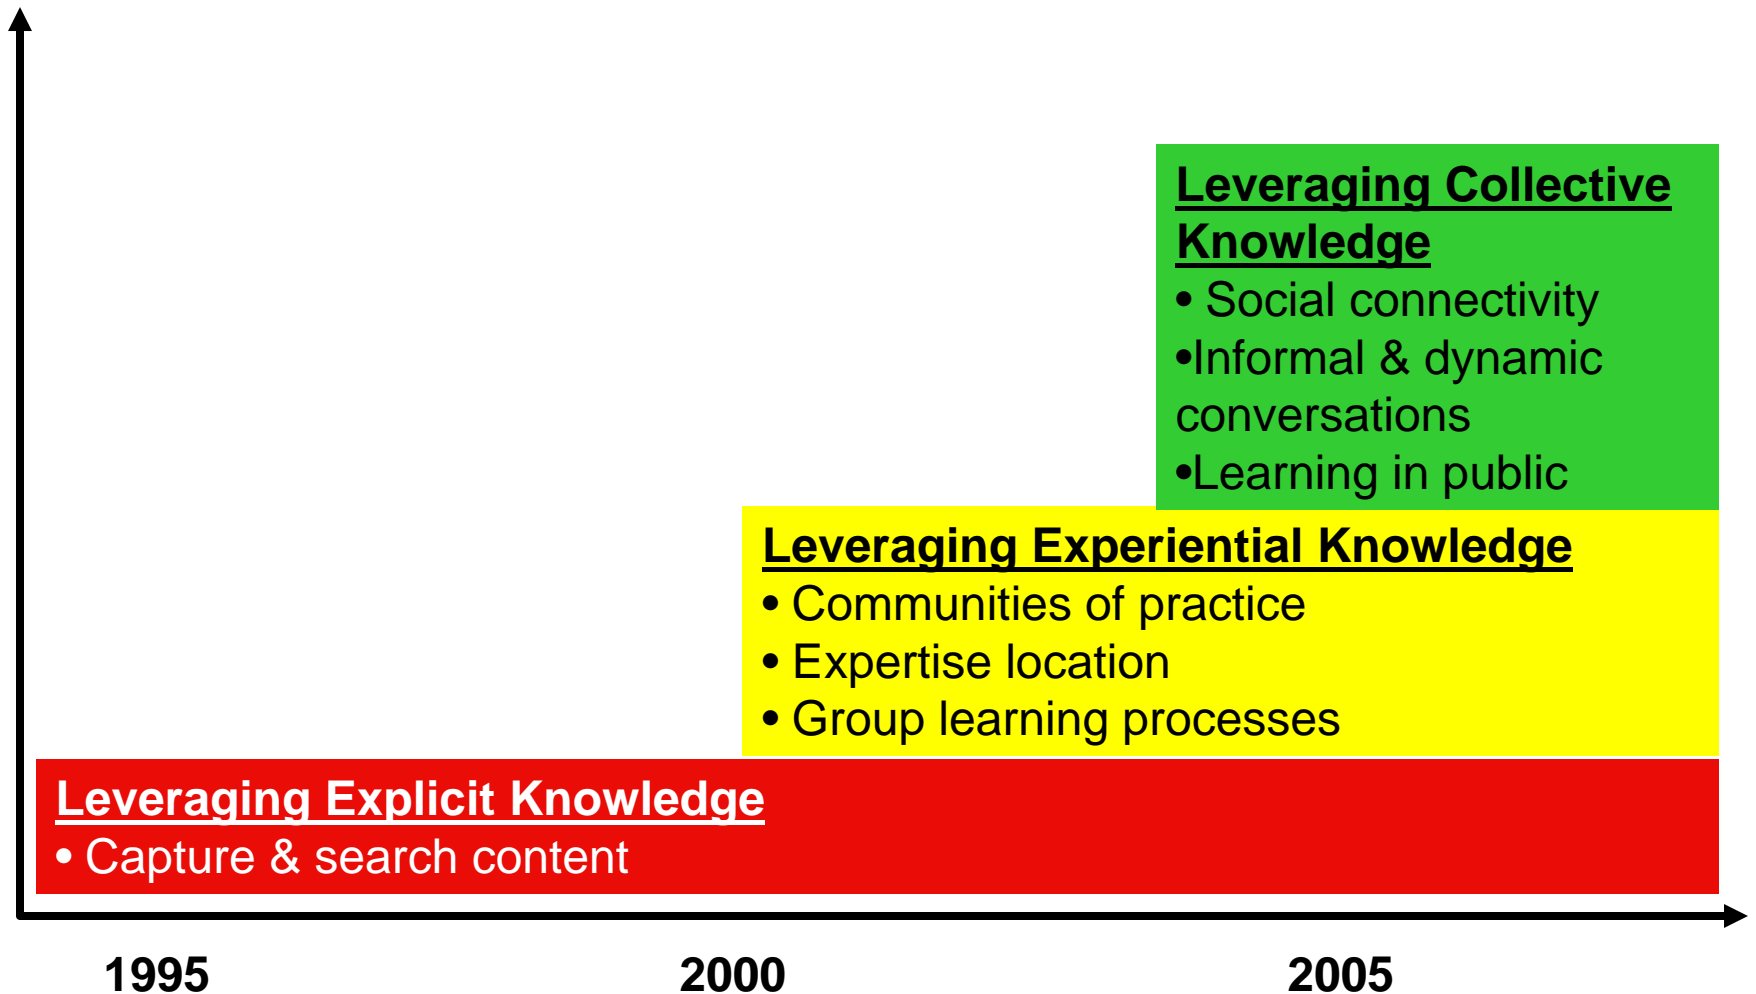 Leveraging Collective
Knowledge
• Social connectivity
•Informal & dynamic
conversations
•Learning in public
Leveraging Experiential Knowledge
• Communities of practice
• Expertise location
• Group learning processes
Leveraging Explicit Knowledge
• Capture & search content
1995 2000 2005